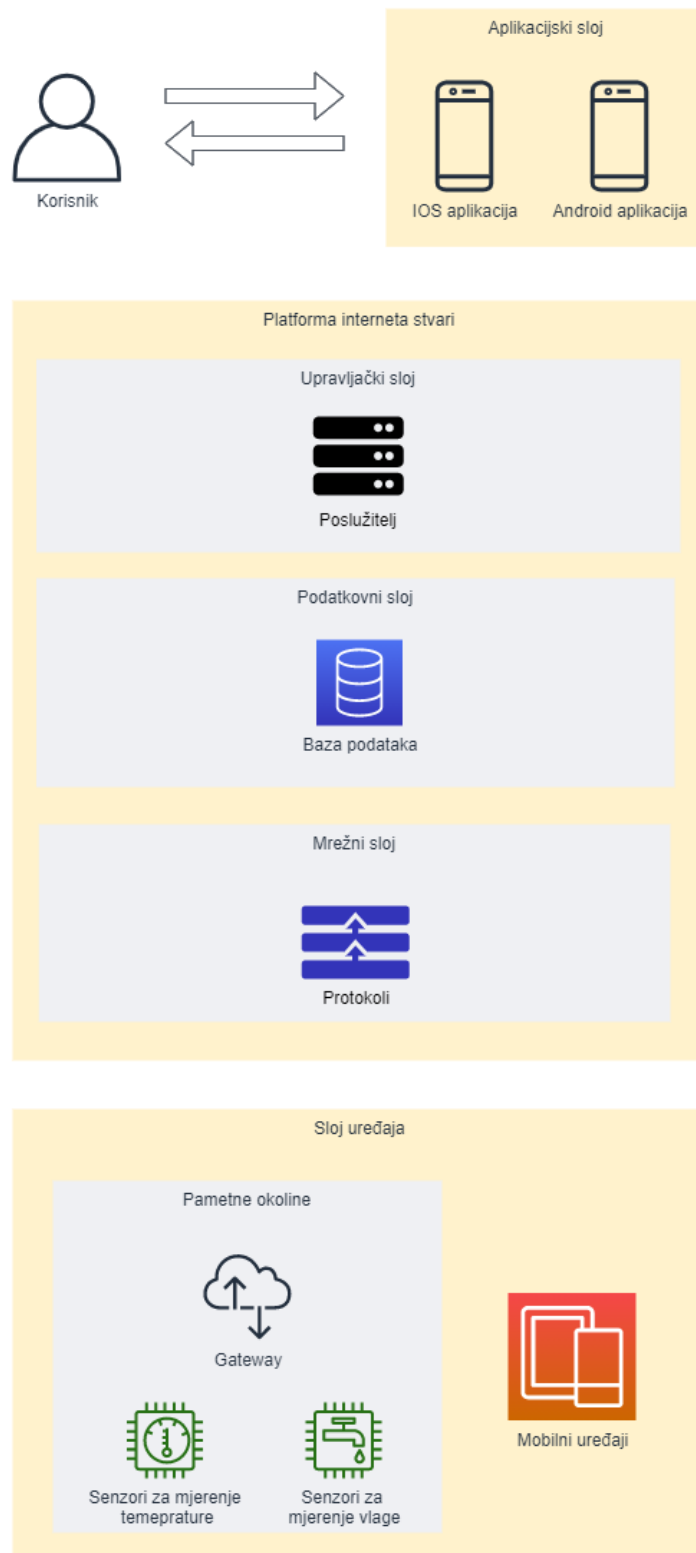 Aplikacijski sloj
Korisnik
IOS aplikacija
Android aplikacija
Platforma interneta stvari
Upravljački sloj
Poslužitelj
Podatkovni sloj
Baza podataka
Mrežni sloj
Protokoli
Sloj uređaja
Pametne okoline
Gateway
Senzori za mjerenje
temeprature
Senzori za
mjerenje vlage
Mobilni uređaji